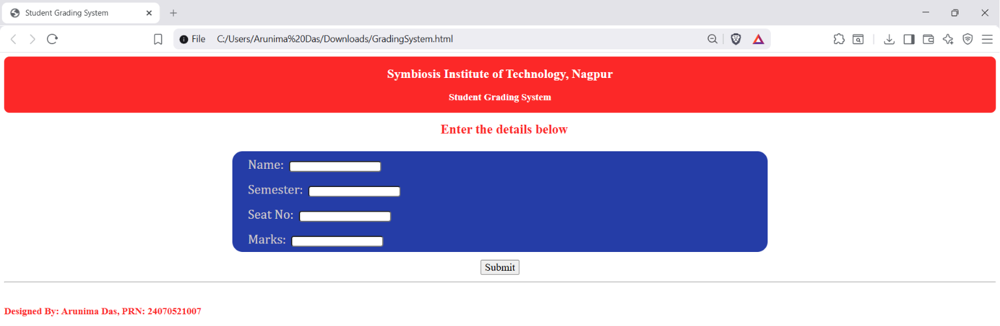 Student Grading System
File C:/Users/Arunima%20Das/Downloads/GradingSystem.html
Symbiosis Institute of Technology, Nagpur
Student Grading System
Enter the details below
Name:
Semester:
Seat No:
Marks:
Submit
Designed By: Arunima Das, PRN: 24070521007